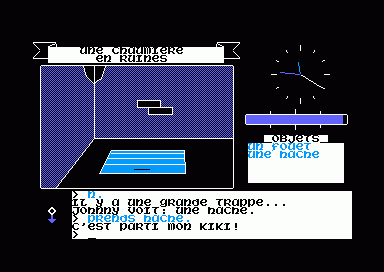 une chaumiere
en ruines
OBJETS
un fouet
une hache
> n.
Il y a une grande trappe...
Johnny voit: une hache.
> prends hache.
C'est parti mon kiki!
>